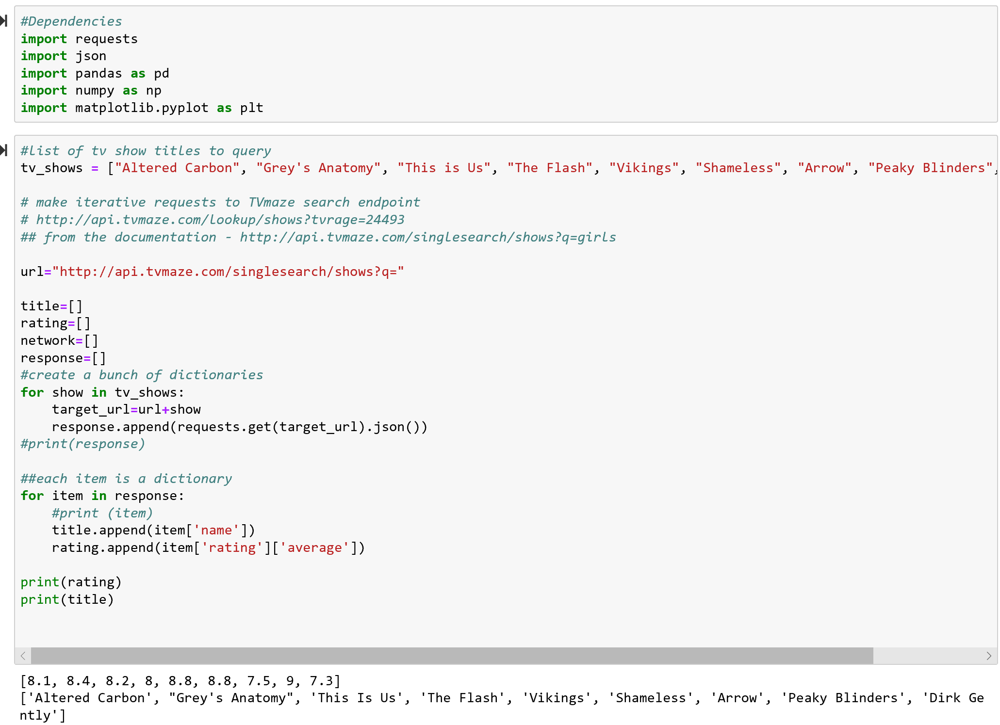 #Dependencies
import requests
import json
import pandas as pd
import numpy as np
import matplotlib.pyplot as plt
#list of tv show titles to query
tv_shows = ["Altered Carbon", "Grey's Anatomy", "This is Us", "The Flash", "Vikings", "Shameless", "Arrow", "Peaky Blinders",
# make iterative requests to TVmaze search endpoint
# http://api.tvmaze.com/lookup/shows?tvrage=24493
## from the documentation - http://api.tvmaze.com/singlesearch/shows?q=girls
url="http://api.tvmaze.com/singlesearch/shows?q="
title=[]
rating=[]
network=[]
response=[]
#create a bunch of dictionaries
for show in tv_shows:
    target_url=url+show
    response.append(requests.get(target_url).json())
#print(response)
##each item is a dictionary
for item in response:
    #print (item)
    title.append(item['name'])
    rating.append(item['rating']['average'])
print(rating)
print(title)
[8.1, 8.4, 8.2, 8, 8.8, 8.8, 7.5, 9, 7.3]
['Altered Carbon', "Grey's Anatomy", 'This Is Us', 'The Flash', 'Vikings', 'Shameless', 'Arrow', 'Peaky Blinders', 'Dirk Ge
ntly']